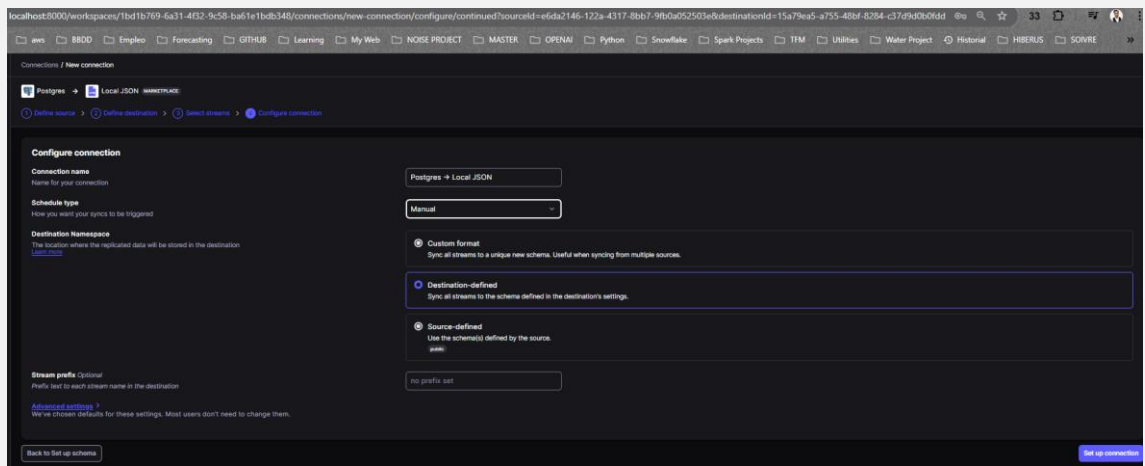 localhost:8000/workspaces/1bd1b769-6a31-4f32-9c58-ba61e1bdb348/connections/new-connection/configure/continued?sourceId=e6da2146-122a-4317-8bb7-9fb0a052503e&destinationId=15a79ea5-a755-48bf-8284-c37d9d0b0fdd 33
aws BBDD Empleo Forecasting GITHUB Learning My Web NOISE PROJECT MASTER OPENAI Python Snowflake Spark Projects TFM Utilities Water Project Historial HIBERUS SOIVRE »
Connections / New connection
Postgres → Local JSON MARKETPLACE
1 Define source > 2 Define destination > 3 Select streams > 4 Configure connection
Configure connection
Connection name
Name for your connection
Postgres → Local JSON
Schedule type
How you want your syncs to be triggered
Manual
Destination Namespace
The location where the replicated data will be stored in the destination
Learn more
Custom format
Sync all streams to a unique new schema. Useful when syncing from multiple sources.
Destination-defined
Sync all streams to the schema defined in the destination's settings.
Source-defined
Use the schema(s) defined by the source.
public
Stream prefix Optional
Prefix text to each stream name in the destination
no prefix set
Advanced settings >
We've chosen defaults for these settings. Most users don't need to change them.
Back to Set up schema
Set up connection